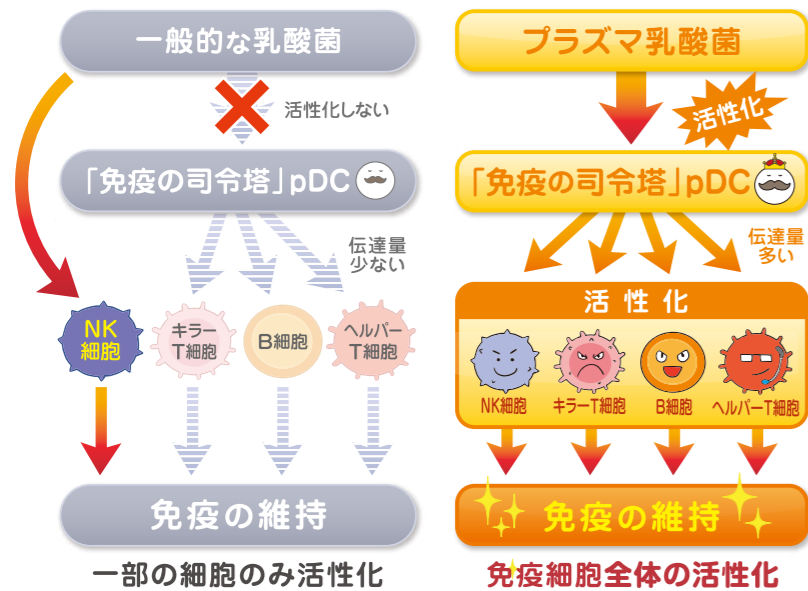 一般的な乳酸菌
活性化しない
「免疫の司令塔」pDC
伝達量
少ない
NK
細胞
キラー
T細胞
B細胞
ヘルパー
T細胞
免疫の維持
一部の細胞のみ活性化
プラズマ乳酸菌
活性化
「免疫の司令塔」pDC
伝達量
多い
活性化
NK細胞
キラーT細胞
B細胞
ヘルパーT細胞
免疫の維持
免疫細胞全体の活性化